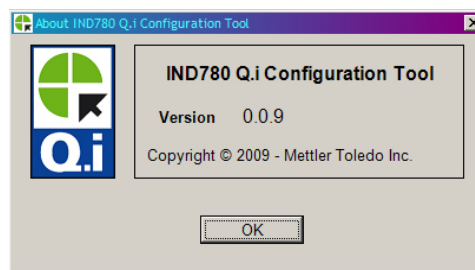 About IND780 Q.i Configuration Tool
Q.i
IND780 Q.i Configuration Tool
Version 0.0.9
Copyright © 2009 - Mettler Toledo Inc.
OK